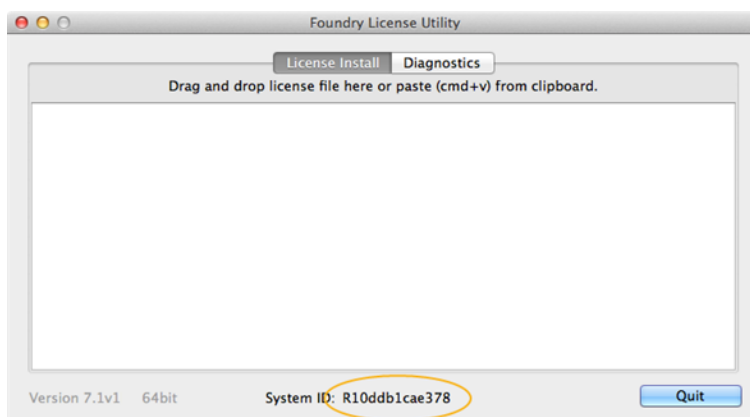 Foundry License Utility
License Install Diagnostics
Drag and drop license file here or paste (cmd+v) from clipboard.
Version 7.1v1 64bit System ID: R10ddb1cae378 Quit